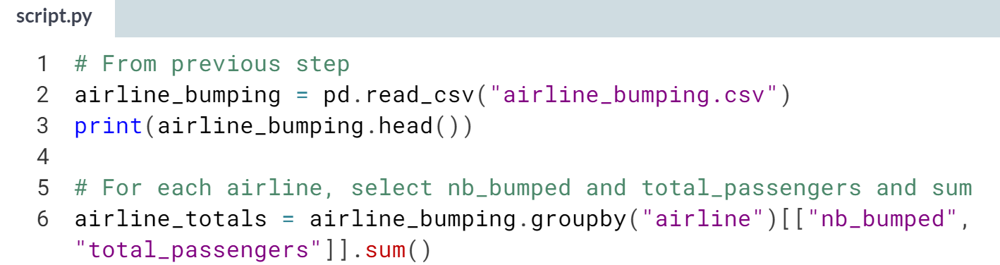 script.py
1 # From previous step
2 airline_bumping = pd.read_csv("airline_bumping.csv")
3 print(airline_bumping.head())
4
5 # For each airline, select nb_bumped and total_passengers and sum
6 airline_totals = airline_bumping.groupby("airline")[["nb_bumped",
"total_passengers"]].sum()